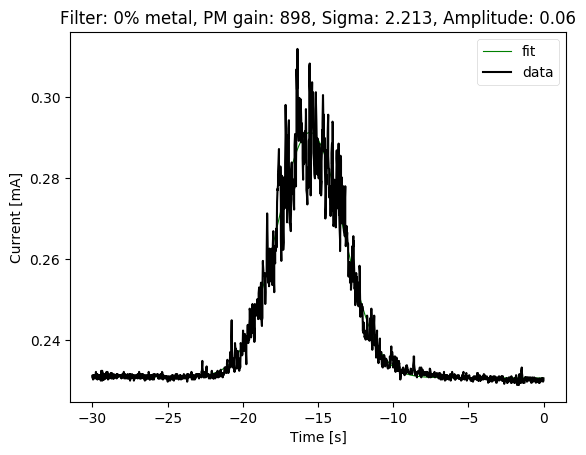 Filter: 0% metal, PM gain: 898, Sigma: 2.213, Amplitude: 0.06
fit
data
0.30
0.28
0.26
0.24
Current [mA]
−30
−25
−20
−15
−10
−5
0
Time [s]